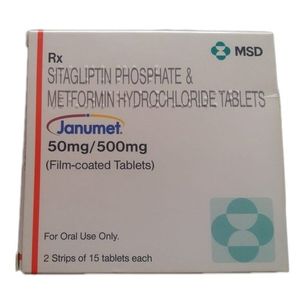 Rx
MSD
SITAGLIPTIN PHOSPHATE &
METFORMIN HYDROCHLORIDE TABLETS
Janumet.
50mg/500mg
(Film-coated Tablets)
For Oral Use Only.
2 Strips of 15 tablets each